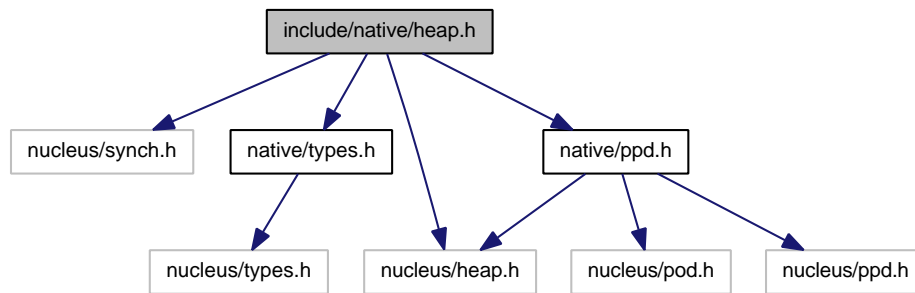 include/native/heap.h
nucleus/synch.h
native/types.h
native/ppd.h
nucleus/types.h
nucleus/heap.h
nucleus/pod.h
nucleus/ppd.h